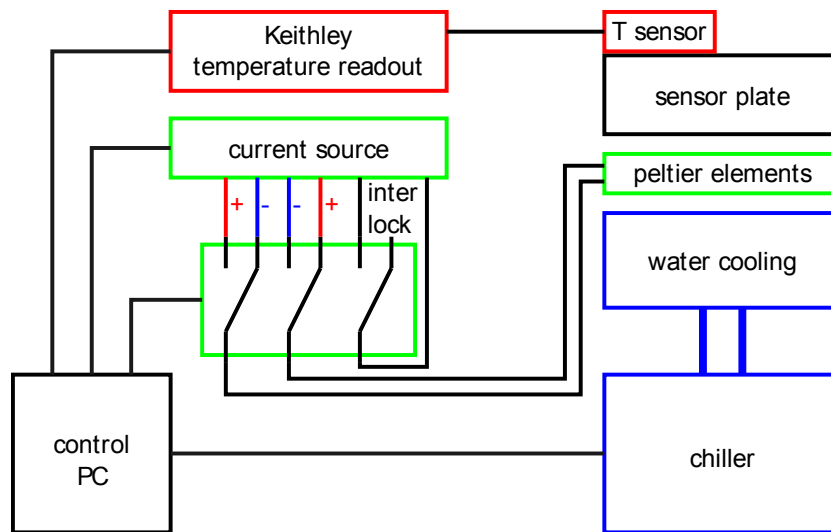 Keithley
temperature readout
T sensor
sensor plate
current source
peltier elements
+ - - +
inter
lock
water cooling
control
PC
chiller